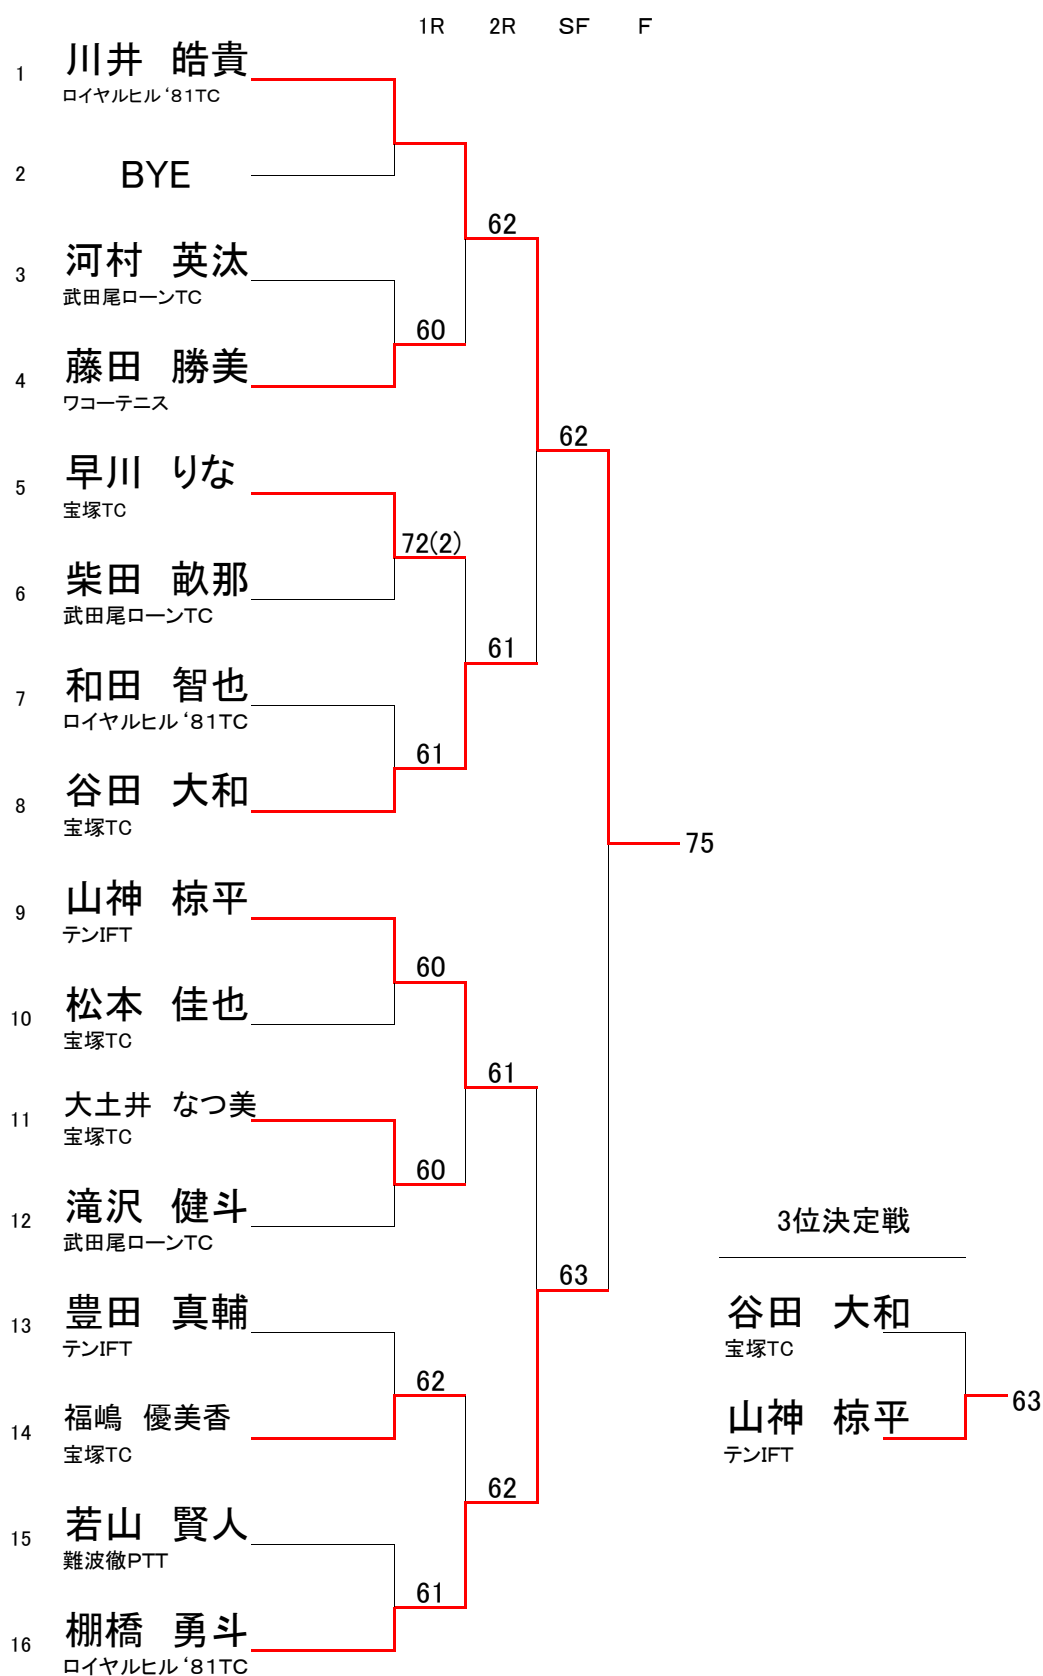 1R 2R SF F
1 川井 皓貴
ロイヤルヒル‘81TC
2 BYE
62
3 河村 英汰
武田尾ローンTC
60
4 藤田 勝美
ワコーテニス
62
5 早川 りな
宝塚TC
72(2)
6 柴田 畝那
武田尾ローンTC
61
7 和田 智也
ロイヤルヒル‘81TC
61
8 谷田 大和
宝塚TC
75
9 山神 椋平
テンIFT
60
10 松本 佳也
宝塚TC
61
11 大土井 なつ美
宝塚TC
60
12 滝沢 健斗
武田尾ローンTC
63
13 豊田 真輔
テンIFT
62
14 福嶋 優美香
宝塚TC
62
15 若山 賢人
難波徹PTT
61
16 棚橋 勇斗
ロイヤルヒル‘81TC
3位決定戦
谷田 大和
宝塚TC
63
山神 椋平
テンIFT